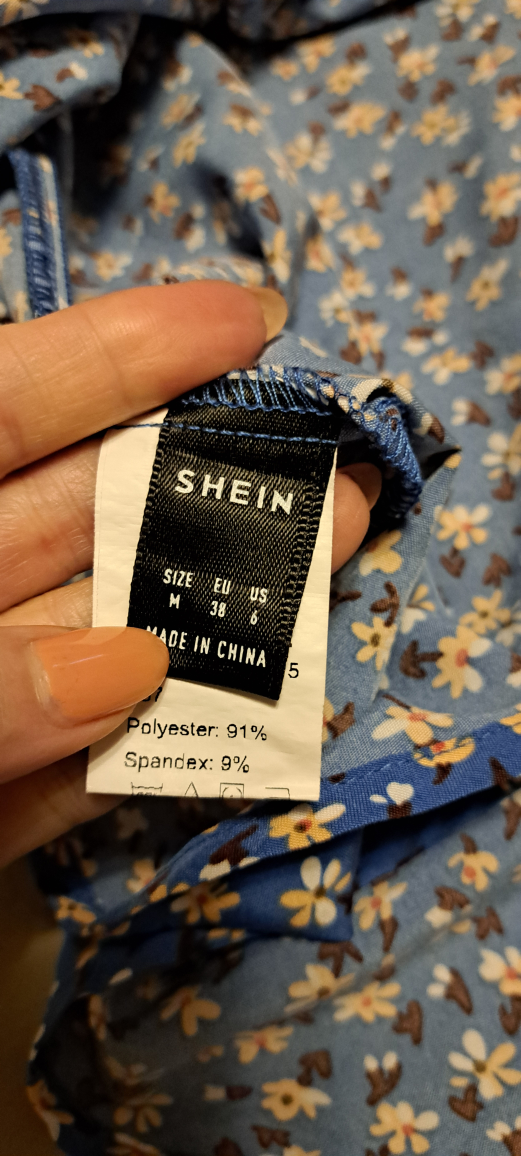 SHEIN
SIZE EU US
M 38 6
MADE IN CHINA
5
Polyester: 91%
Spandex: 9%